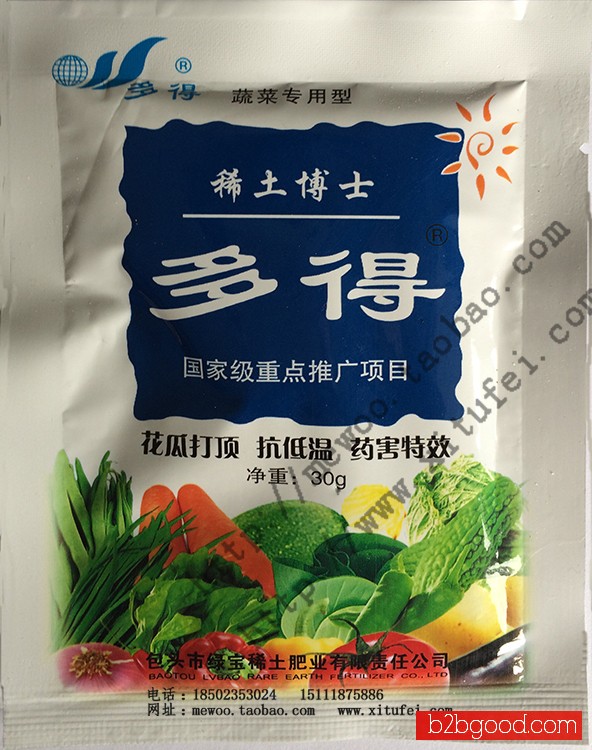 多得®
蔬菜专用型
稀土博士
多得®
国家级重点推广项目
花瓜打顶 抗低温 药害特效
净重：30g
http://mewoo.taobao.com
http://www.xitufei.com
包头市绿宝稀土肥业有限责任公司
BAOTOU LVBAO RARE EARTH FERTILIZER CO., LTD
电话：18502353024 15111875886
网址：mewoo.taobao.com www.xitufei.com
b2bgood.com